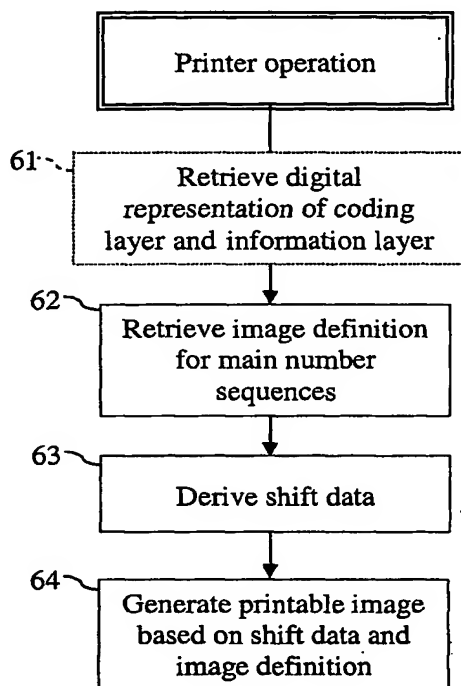 Printer operation
61
Retrieve digital
representation of coding
layer and information layer
62
Retrieve image definition
for main number
sequences
63
Derive shift data
64
Generate printable image
based on shift data and
image definition